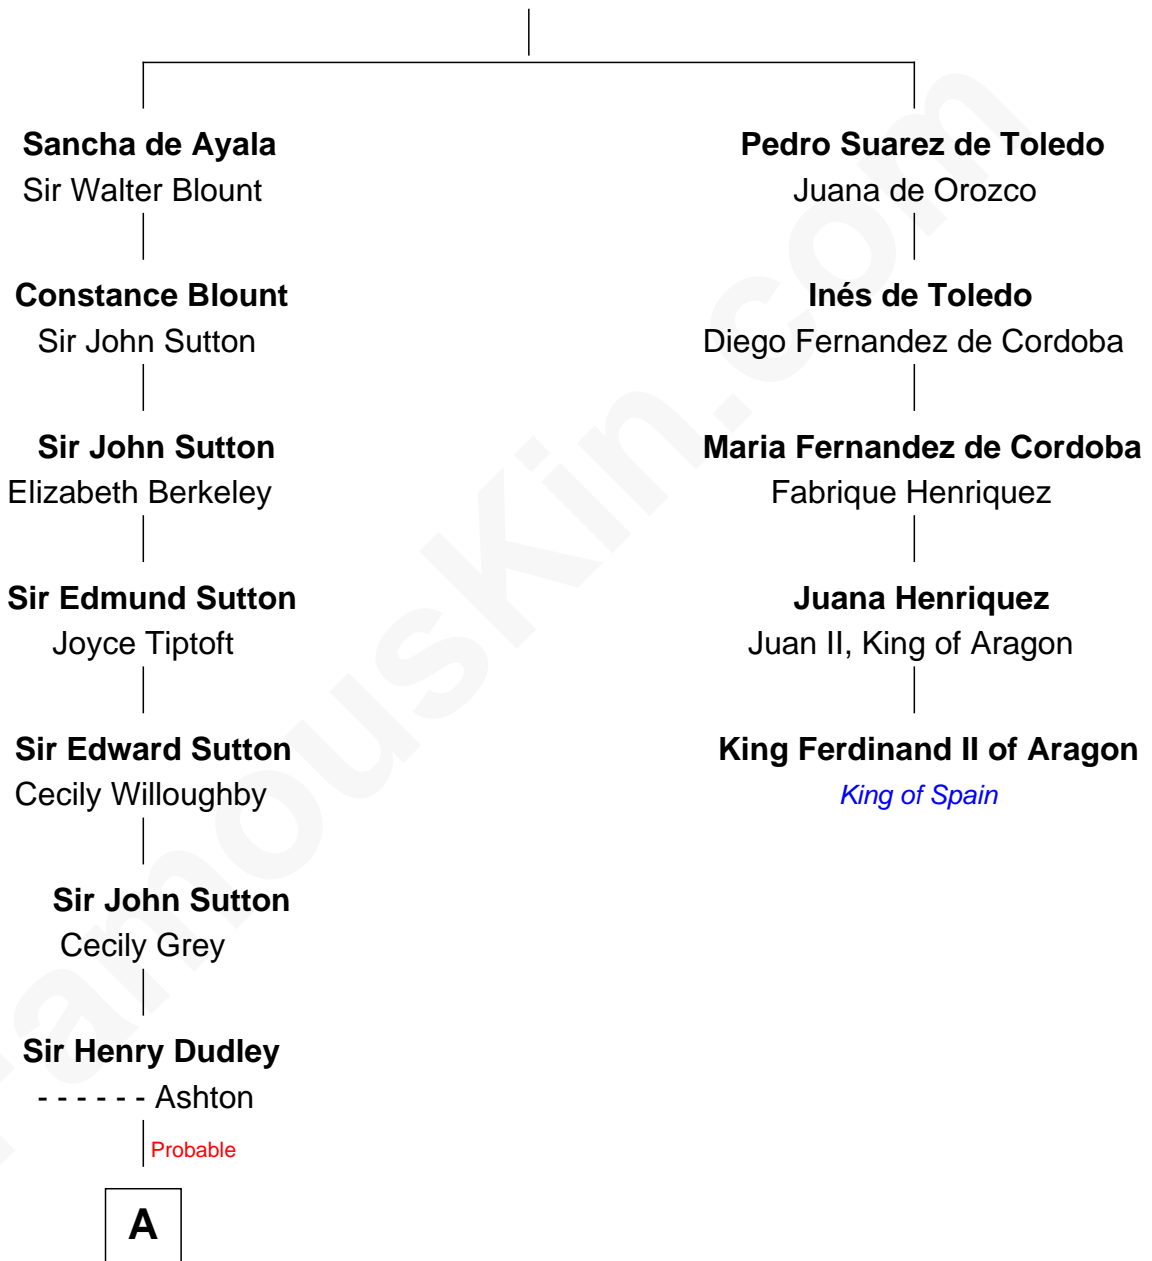 Sancha de Ayala
Sir Walter Blount
Constance Blount
Sir John Sutton
Sir John Sutton
Elizabeth Berkeley
Sir Edmund Sutton
Joyce Tiptoft
Sir Edward Sutton
Cecily Willoughby
Sir John Sutton
Cecily Grey
Sir Henry Dudley
- - - - - - Ashton
Probable
A
Pedro Suarez de Toledo
Juana de Orozco
Inés de Toledo
Diego Fernandez de Cordoba
Maria Fernandez de Cordoba
Fabrique Henriquez
Juana Henriquez
Juan II, King of Aragon
King Ferdinand II of Aragon
King of Spain
FamousKin.com